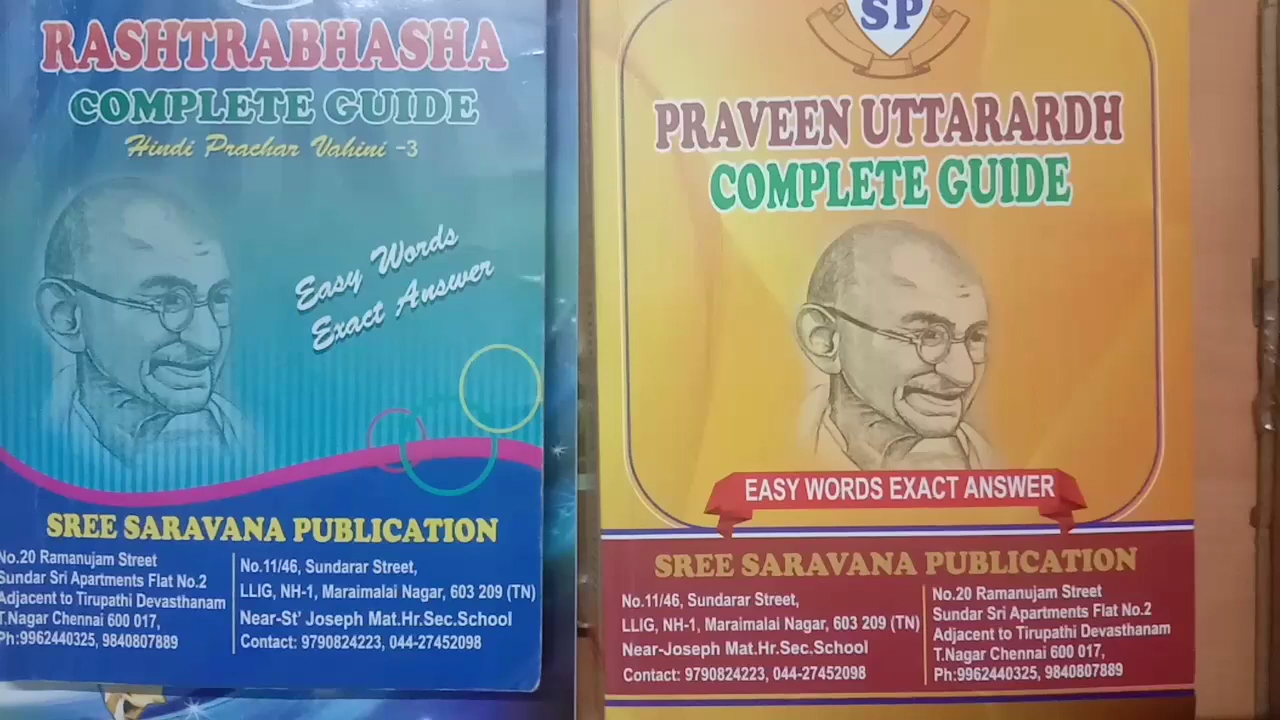 RASHTRABHASHA
COMPLETE GUIDE
Hindi Prachar Vahini -3
Easy Words
Exact Answer
SREE SARAVANA PUBLICATION
No.20 Ramanujam Street
Sundar Sri Apartments Flat No.2
Adjacent to Tirupathi Devasthanam
T.Nagar Chennai 600 017,
Ph:9962440325, 9840807889
No.11/46, Sundarar Street,
LLIG, NH-1, Maraimalai Nagar, 603 209 (TN)
Near-St' Joseph Mat.Hr.Sec.School
Contact: 9790824223, 044-27452098
SP
PRAVEEN UTTARARDH
COMPLETE GUIDE
EASY WORDS EXACT ANSWER
SREE SARAVANA PUBLICATION
No.11/46, Sundarar Street,
LLIG, NH-1, Maraimalai Nagar, 603 209 (TN)
Near-Joseph Mat.Hr.Sec.School
Contact: 9790824223, 044-27452098
No.20 Ramanujam Street
Sundar Sri Apartments Flat No.2
Adjacent to Tirupathi Devasthanam
T.Nagar Chennai 600 017,
Ph:9962440325, 9840807889